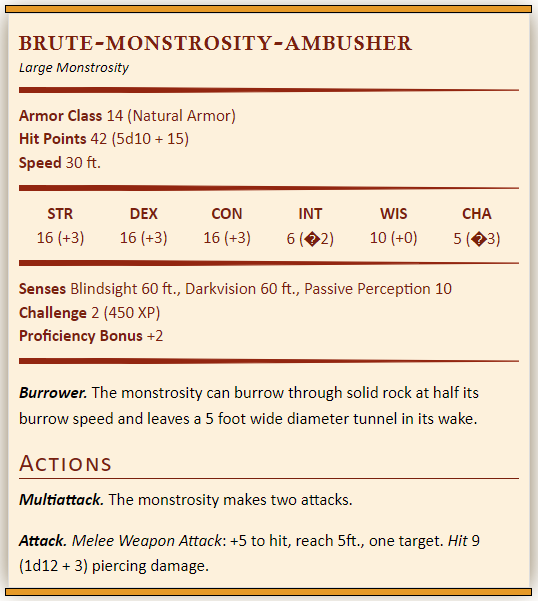 BRUTE-MONSTROSITY-AMBUSHER
Large Monstrosity
Armor Class 14 (Natural Armor)
Hit Points 42 (5d10 + 15)
Speed 30 ft.
STR DEX CON INT WIS CHA
16 (+3) 16 (+3) 16 (+3) 6 (�2) 10 (+0) 5 (�3)
Senses Blindsight 60 ft., Darkvision 60 ft., Passive Perception 10
Challenge 2 (450 XP)
Proficiency Bonus +2
Burrower. The monstrosity can burrow through solid rock at half its
burrow speed and leaves a 5 foot wide diameter tunnel in its wake.
ACTIONS
Multiattack. The monstrosity makes two attacks.
Attack. Melee Weapon Attack: +5 to hit, reach 5ft., one target. Hit 9
(1d12 + 3) piercing damage.